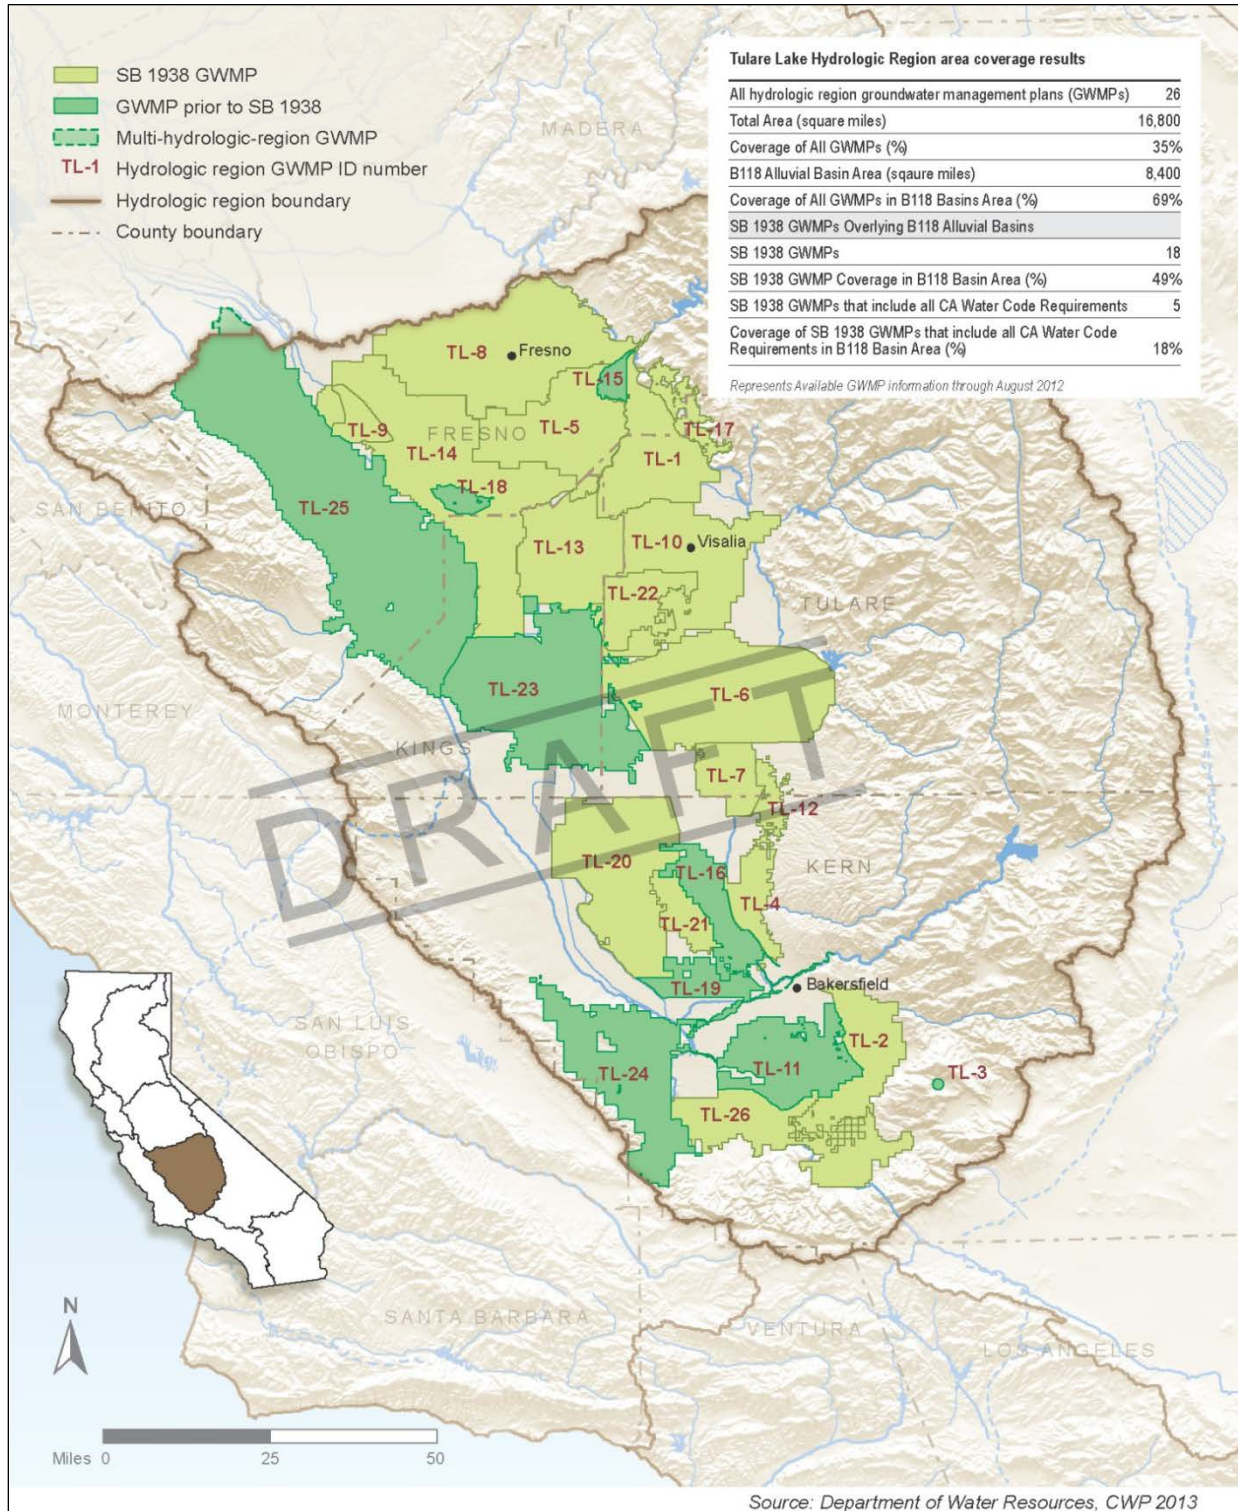 SB 1938 GWMP
GWMP prior to SB 1938
Multi-hydrologic-region GWMP
TL-1 Hydrologic region GWMP ID number
Hydrologic region boundary
County boundary
Tulare Lake Hydrologic Region area coverage results
All hydrologic region groundwater management plans (GWMPs) 26
Total Area (square miles) 16,800
Coverage of All GWMPs (%) 35%
B118 Alluvial Basin Area (sqaure miles) 8,400
Coverage of All GWMPs in B118 Basins Area (%) 69%
SB 1938 GWMPs Overlying B118 Alluvial Basins
SB 1938 GWMPs 18
SB 1938 GWMP Coverage in B118 Basin Area (%) 49%
SB 1938 GWMPs that include all CA Water Code Requirements 5
Coverage of SB 1938 GWMPs that include all CA Water Code
Requirements in B118 Basin Area (%) 18%
Represents Available GWMP information through August 2012
MADERA
TL-8
Fresno
TL-15
TL-9
FRESNO
TL-5
TL-17
TL-14
TL-1
TL-18
TL-25
SAN BENITO
TL-13
TL-10
Visalia
TL-22
TULARE
TL-23
TL-6
MONTEREY
KINGS
DRAFT
TL-7
TL-12
TL-20
TL-16
KERN
TL-4
TL-21
TL-19
Bakersfield
SAN LUIS
OBISPO
TL-2
TL-24
TL-11
TL-3
TL-26
SANTA BARBARA
VENTURA
LOS ANGELES
N
Miles 0 25 50
Source: Department of Water Resources, CWP 2013